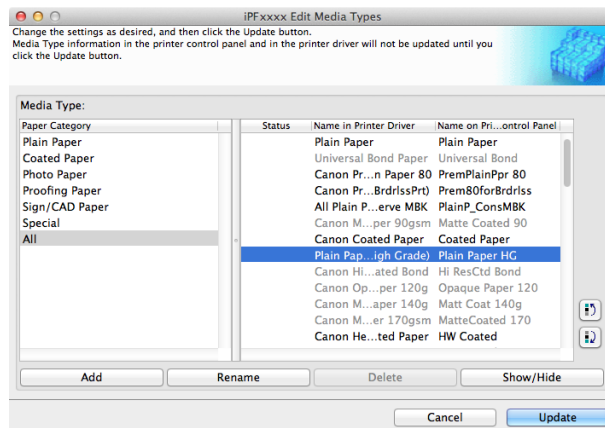 iPFxxxx Edit Media Types
Change the settings as desired, and then click the Update button.
Media Type information in the printer control panel and in the printer driver will not be updated until you
click the Update button.
Media Type:
Paper Category Status Name in Printer Driver Name on Pri...ontrol Panel
Plain Paper Plain Paper Plain Paper
Coated Paper Universal Bond Paper Universal Bond
Photo Paper Canon Pr...n Paper 80 PremPlainPpr 80
Proofing Paper Canon Pr...BrdrlssPrt) Prem80forBrdrlss
Sign/CAD Paper All Plain P...erve MBK PlainP_ConsMBK
Special Canon M...per 90gsm Matte Coated 90
All Canon Coated Paper Coated Paper
Plain Pap...igh Grade) Plain Paper HG
Canon Hi...ated Bond Hi ResCtd Bond
Canon Op...per 120g Opaque Paper 120
Canon M...aper 140g Matt Coat 140g
Canon M...er 170gsm MatteCoated 170
Canon He...ted Paper HW Coated
Add Rename Delete Show/Hide
Cancel Update